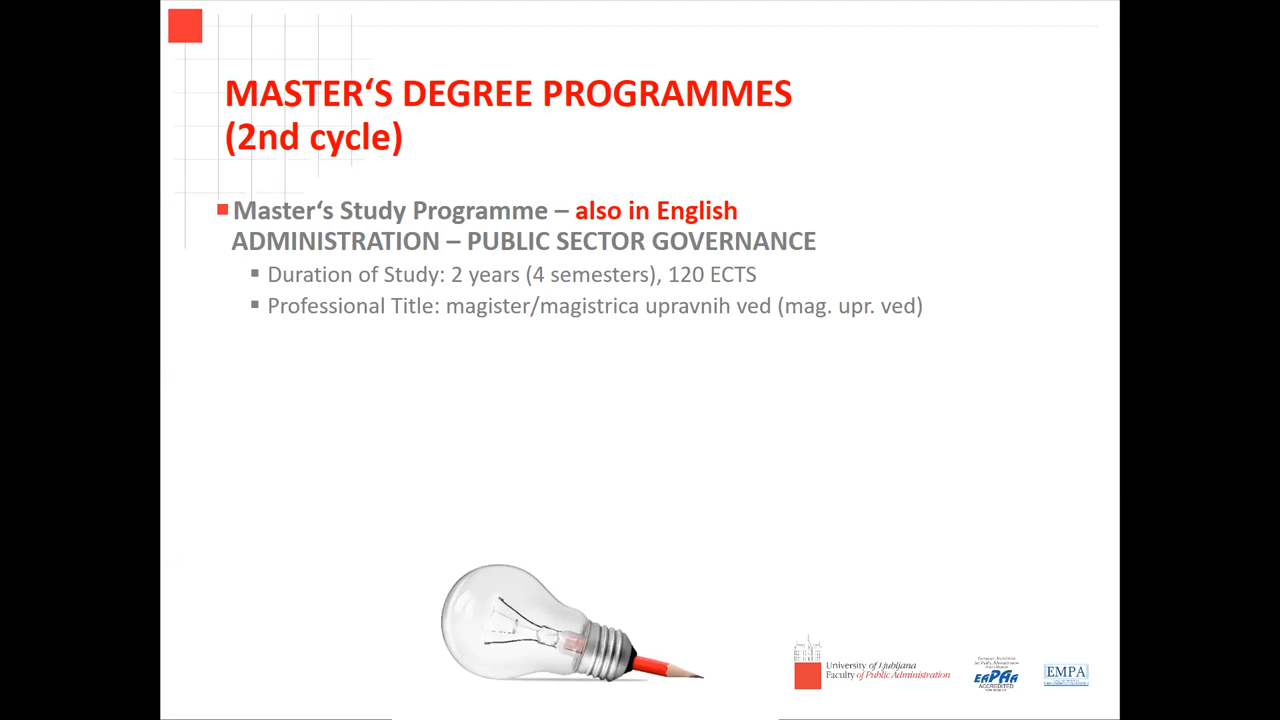 MASTER‘S DEGREE PROGRAMMES
(2nd cycle)
Master‘s Study Programme – also in English
ADMINISTRATION – PUBLIC SECTOR GOVERNANCE
Duration of Study: 2 years (4 semesters), 120 ECTS
Professional Title: magister/magistrica upravnih ved (mag. upr. ved)
University of Ljubljana
Faculty of Public Administration
EAPAA
ACCREDITED
EMPA